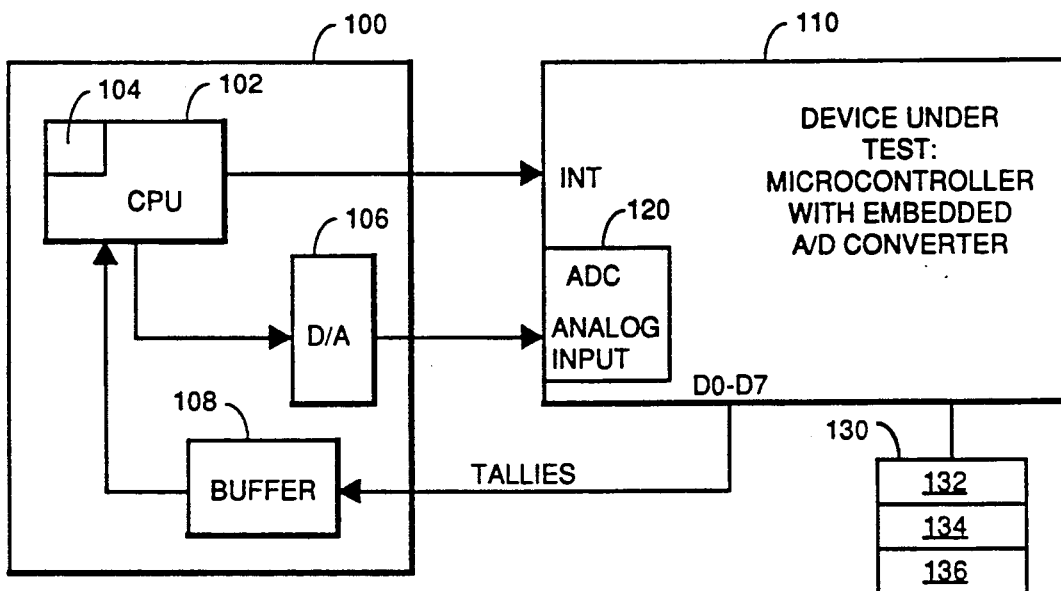 100
110
104
102
CPU
INT
DEVICE UNDER
TEST:
MICROCONTROLLER
WITH EMBEDDED
A/D CONVERTER
106
D/A
120
ADC
ANALOG
INPUT
D0-D7
108
BUFFER
TALLIES
130
132
134
136